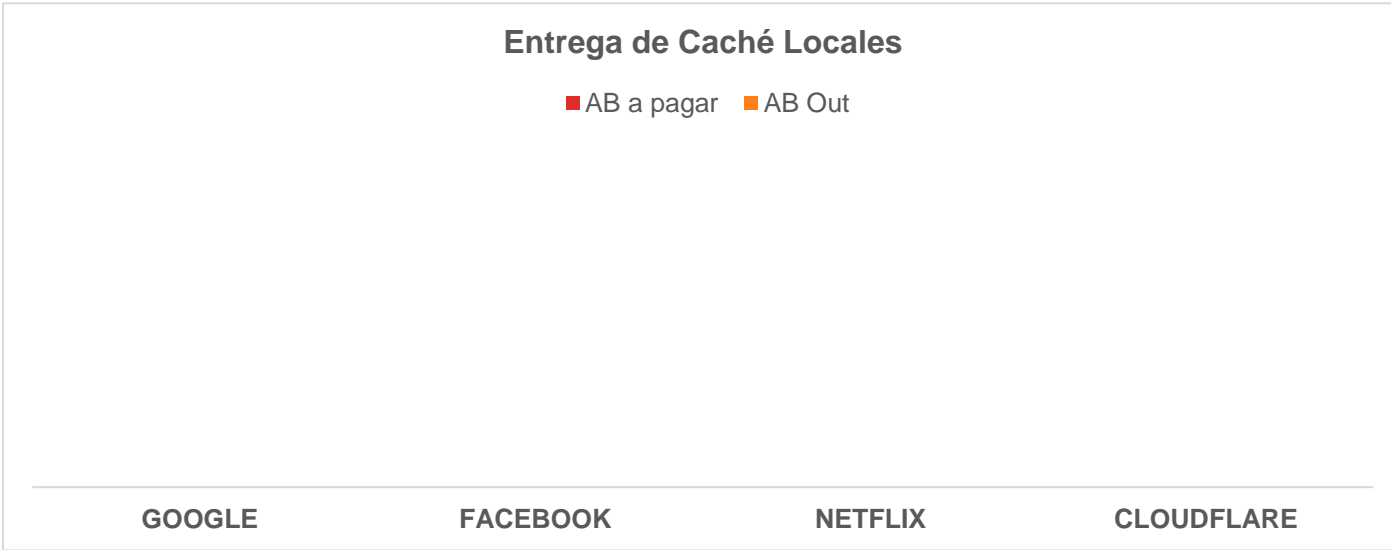 Entrega de Caché Locales
AB a pagar AB Out
GOOGLE FACEBOOK NETFLIX CLOUDFLARE